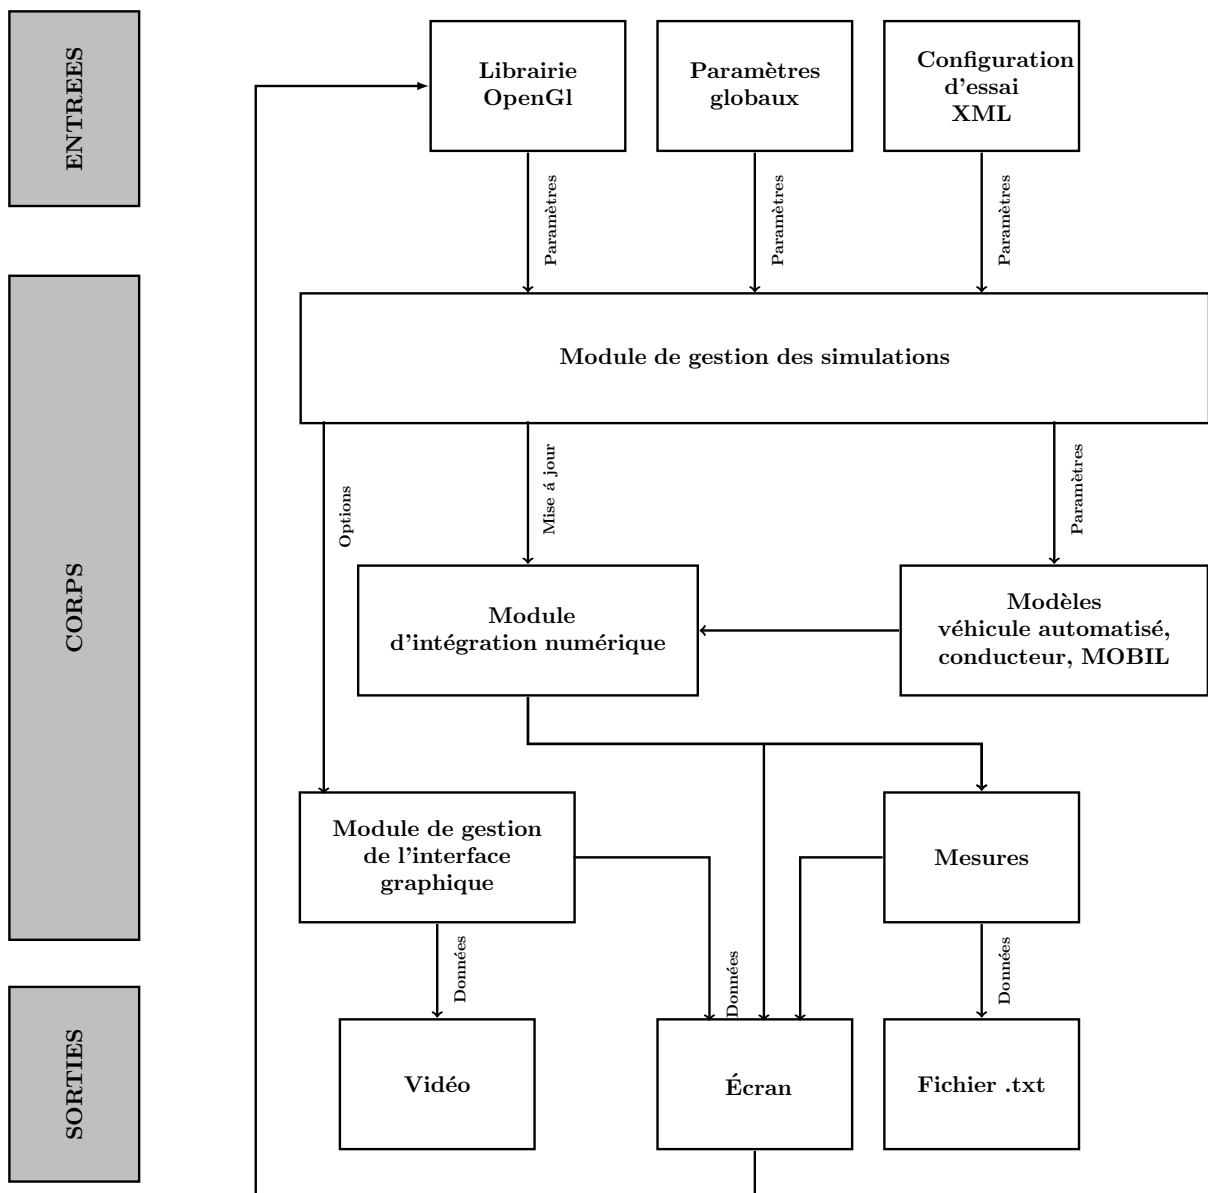 ENTREES
Librairie
OpenGl
Paramètres
globaux
Configuration
d'essai
XML
Paramètres
Paramètres
Paramètres
CORPS
Module de gestion des simulations
Options
Mise á jour
Paramètres
Module
d'intégration numérique
Modèles
véhicule automatisé,
conducteur, MOBIL
Module de gestion
de l'interface
graphique
Mesures
Données
Données
Données
SORTIES
Vidéo
Écran
Fichier .txt